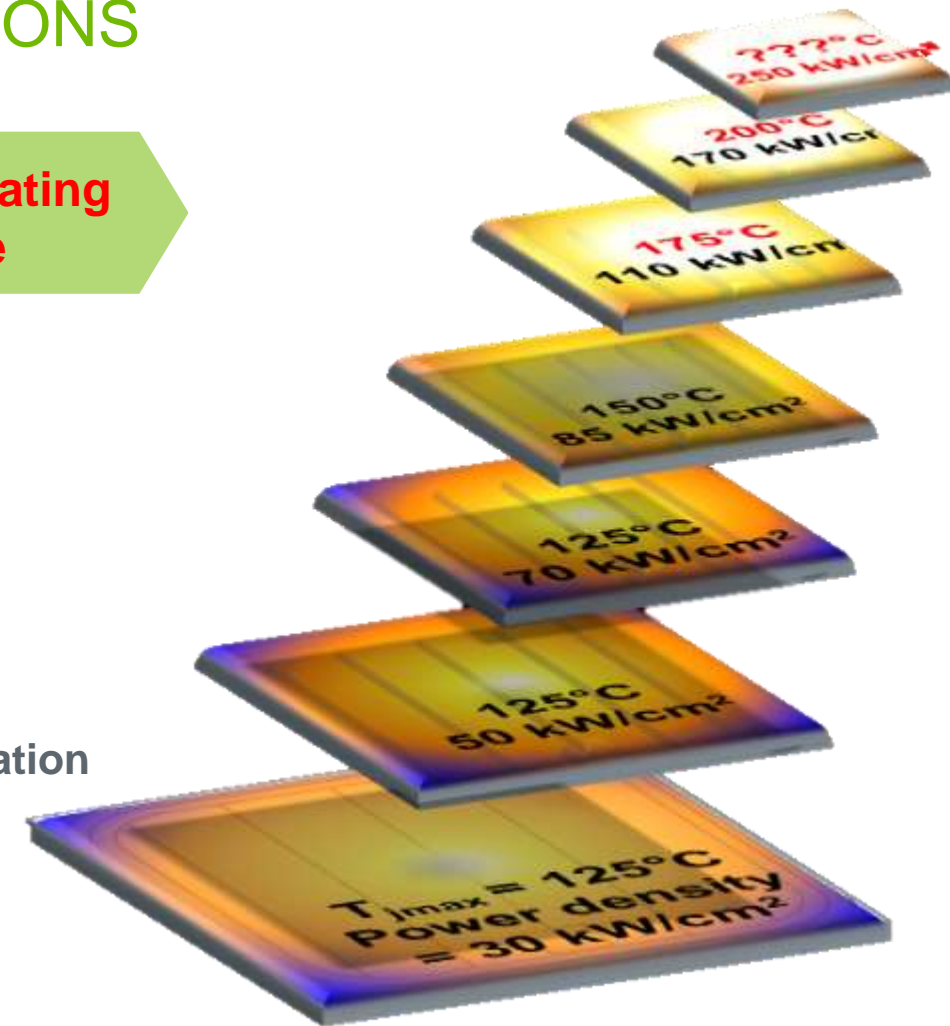 ONS
ating
e
???°C
250 kW/cm²
200°C
170 kW/cm
175°C
110 kW/cm
150°C
85 kW/cm²
125°C
70 kW/cm²
125°C
50 kW/cm²
ation
Tjmax = 125°C
Power density
= 30 kW/cm²